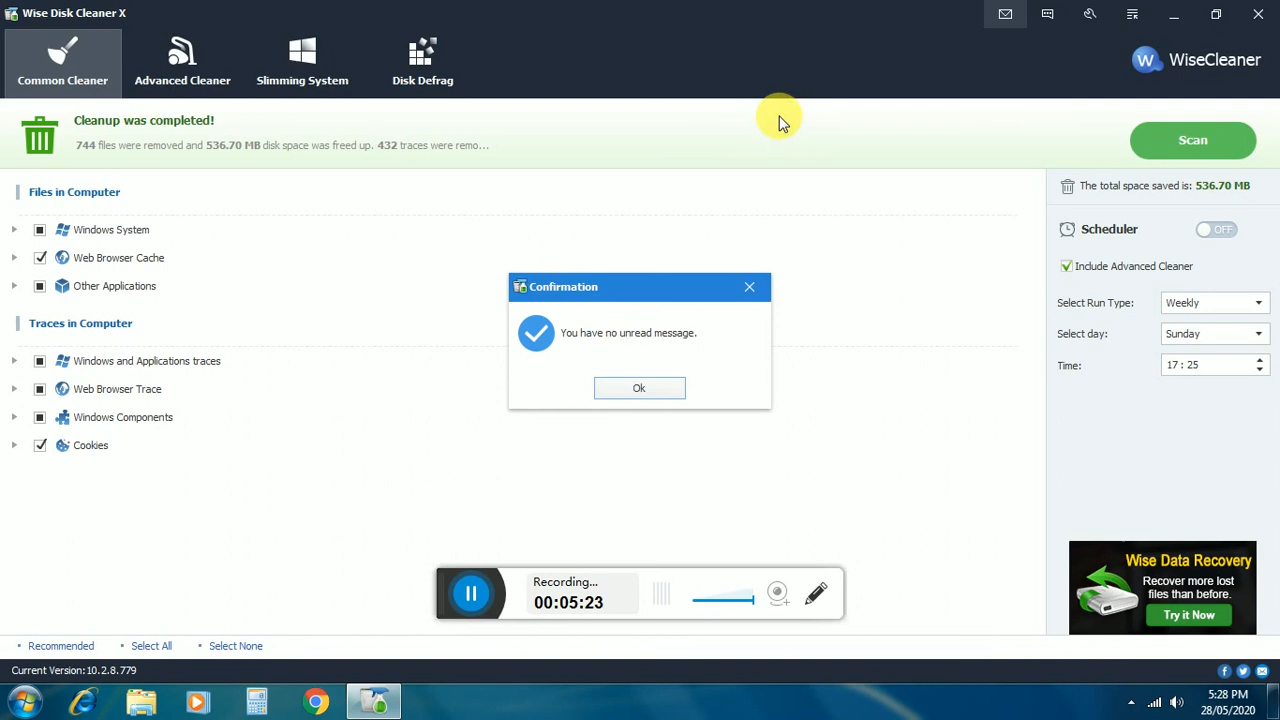 Wise Disk Cleaner X
Common Cleaner
Advanced Cleaner
Slimming System
Disk Defrag
W WiseCleaner
Cleanup was completed!
744 files were removed and 536.70 MB disk space was freed up. 432 traces were remo...
Scan
Files in Computer
Windows System
Web Browser Cache
Other Applications
Traces in Computer
Windows and Applications traces
Web Browser Trace
Windows Components
Cookies
The total space saved is: 536.70 MB
Scheduler
OFF
Include Advanced Cleaner
Select Run Type:
Weekly
Select day:
Sunday
Time:
17 : 25
Confirmation
You have no unread message.
Ok
Recording...
00:05:23
Wise Data Recovery
Recover more lost
files than before.
Try it Now
Recommended
Select All
Select None
Current Version:10.2.8.779
5:28 PM
28/05/2020